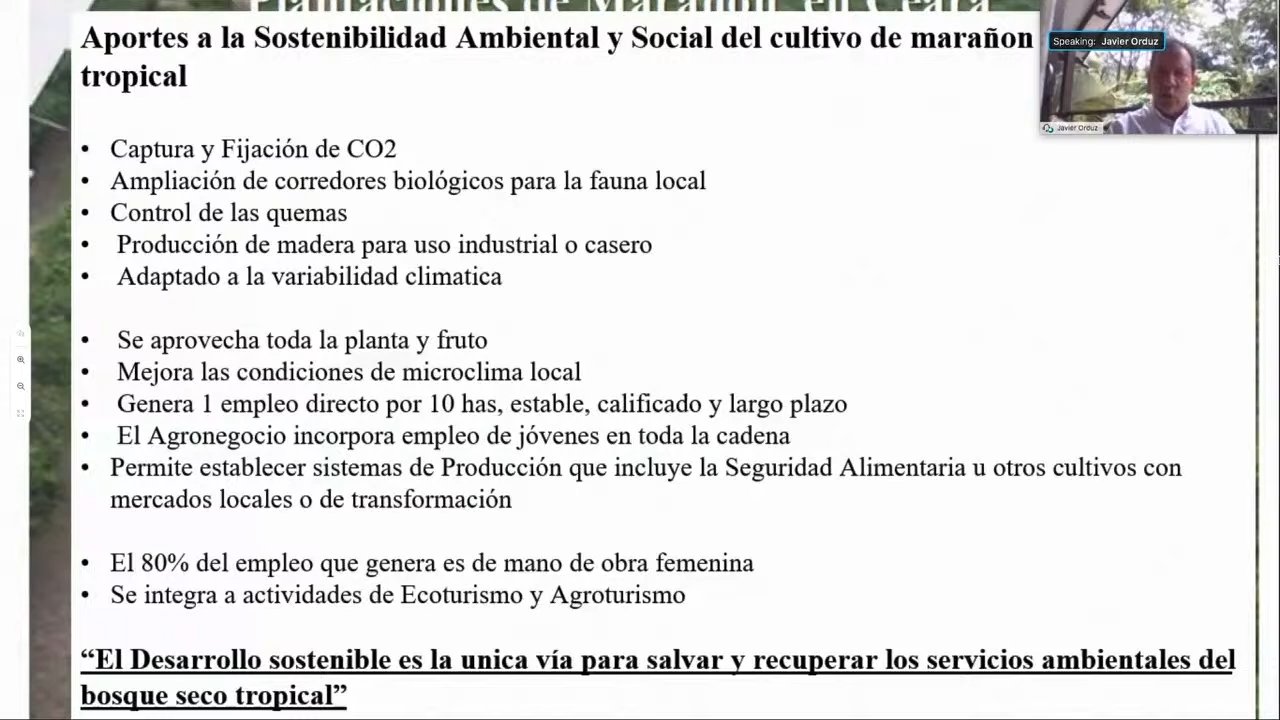 Plantaciones de Marañon en Ceará
Aportes a la Sostenibilidad Ambiental y Social del cultivo de marañon
tropical
Speaking: Javier Orduz
Javier Orduz
• Captura y Fijación de CO2
• Ampliación de corredores biológicos para la fauna local
• Control de las quemas
• Producción de madera para uso industrial o casero
• Adaptado a la variabilidad climatica
• Se aprovecha toda la planta y fruto
• Mejora las condiciones de microclima local
• Genera 1 empleo directo por 10 has, estable, calificado y largo plazo
• El Agronegocio incorpora empleo de jóvenes en toda la cadena
• Permite establecer sistemas de Producción que incluye la Seguridad Alimentaria u otros cultivos con
mercados locales o de transformación
• El 80% del empleo que genera es de mano de obra femenina
• Se integra a actividades de Ecoturismo y Agroturismo
“El Desarrollo sostenible es la unica vía para salvar y recuperar los servicios ambientales del
bosque seco tropical”